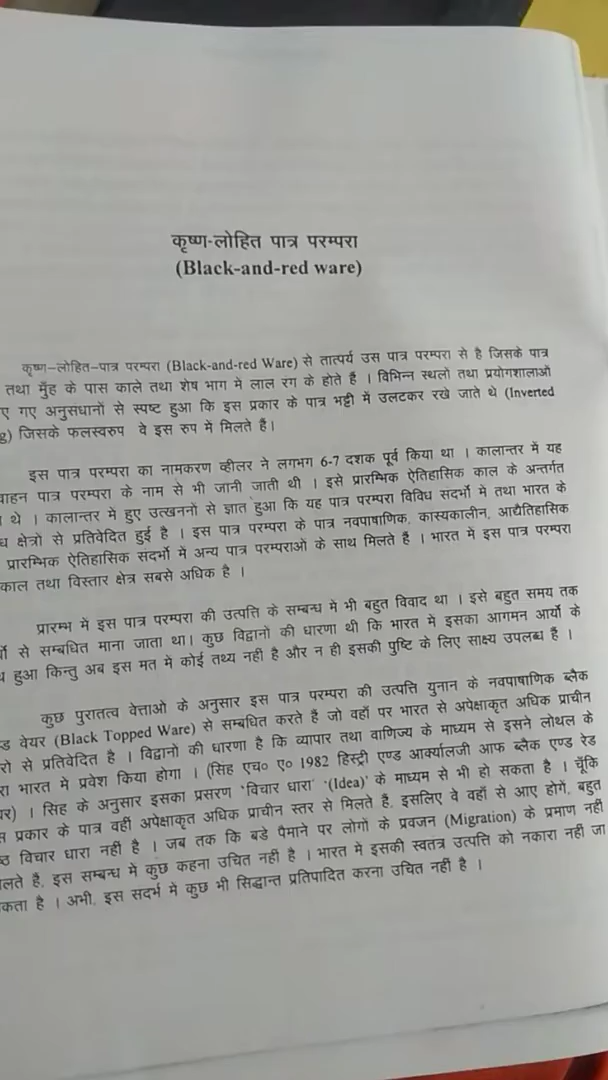 कृष्ण-लोहित पात्र परम्परा
(Black-and-red ware)
कृष्ण–लोहित–पात्र परम्परा (Black-and-red Ware) से तात्पर्य उस पात्र परम्परा से है जिसके पात्र
तथा मुँह के पास काले तथा शेष भाग में लाल रग के होते हैं । विभिन्न स्थलो तथा प्रयोगशालाओं
ए गए अनुसधानों से स्पष्ट हुआ कि इस प्रकार के पात्र भट्टी में उलटकर रखे जाते थे (Inverted
g) जिसके फलस्वरुप वे इस रुप में मिलते है।
इस पात्र परम्परा का नामकरण व्हीलर ने लगभग 6-7 दशक पूर्व किया था । कालान्तर में यह
वाहन पात्र परम्परा के नाम से भी जानी जाती थी । इसे प्रारम्भिक ऐतिहासिक काल के अन्तर्गत
थे । कालान्तर में हुए उत्खननो से ज्ञात हुआ कि यह पात्र परम्परा विविध संदर्भो मे तथा भारत के
ध क्षेत्रो से प्रतिवेदित हुई है । इस पात्र परम्परा के पात्र नवपाषाणिक, कास्यकालीन, आद्यैतिहासिक
प्रारम्भिक ऐतिहासिक संदर्भो में अन्य पात्र परम्पराओं के साथ मिलते हैं । भारत में इस पात्र परम्परा
काल तथा विस्तार क्षेत्र सबसे अधिक है ।
प्रारम्भ में इस पात्र परम्परा की उत्पत्ति के सम्बन्ध मे भी बहुत विवाद था । इसे बहुत समय तक
र्यो से सम्बधित माना जाता था। कुछ विद्वानों की धारणा थी कि भारत में इसका आगमन आर्यो के
थ हुआ किन्तु अब इस मत में कोई तथ्य नही है और न ही इसकी पुष्टि के लिए साक्ष्य उपलब्ध हैं ।
कुछ पुरातत्व वेत्ताओ के अनुसार इस पात्र परम्परा की उत्पत्ति युनान के नवपाषाणिक ब्लैक
ड वेयर (Black Topped Ware) से सम्बधित करते हैं जो वहाँ पर भारत से अपेक्षाकृत अधिक प्राचीन
रो से प्रतिवेदित है । विद्वानो की धारणा है कि व्यापार तथा वाणिज्य के माध्यम से इसने लोथल के
रा भारत मे प्रवेश किया होगा । (सिंह एच० ए० 1982 हिस्ट्री एण्ड आर्क्यालजी आफ ब्लैक एण्ड रेड
पर) । सिह के अनुसार इसका प्रसरण 'विचार धारा' '(Idea)' के माध्यम से भी हो सकता है । चूँकि
स प्रकार के पात्र वहीं अपेक्षाकृत अधिक प्राचीन स्तर से मिलते हैं, इसलिए वे वहाँ से आए होगें, बहुत
ष्ठ विचार धारा नही है । जब तक कि बडे पैमाने पर लोगों के प्रवजन (Migration) के प्रमाण नही
लते हैं, इस सम्बन्ध में कुछ कहना उचित नही है । भारत मे इसकी स्वतत्र उत्पत्ती को नकारा नही जा
कता है । अभी, इस सदर्भ मे कुछ भी सिद्धान्त प्रतिपादित करना उचित नही है ।